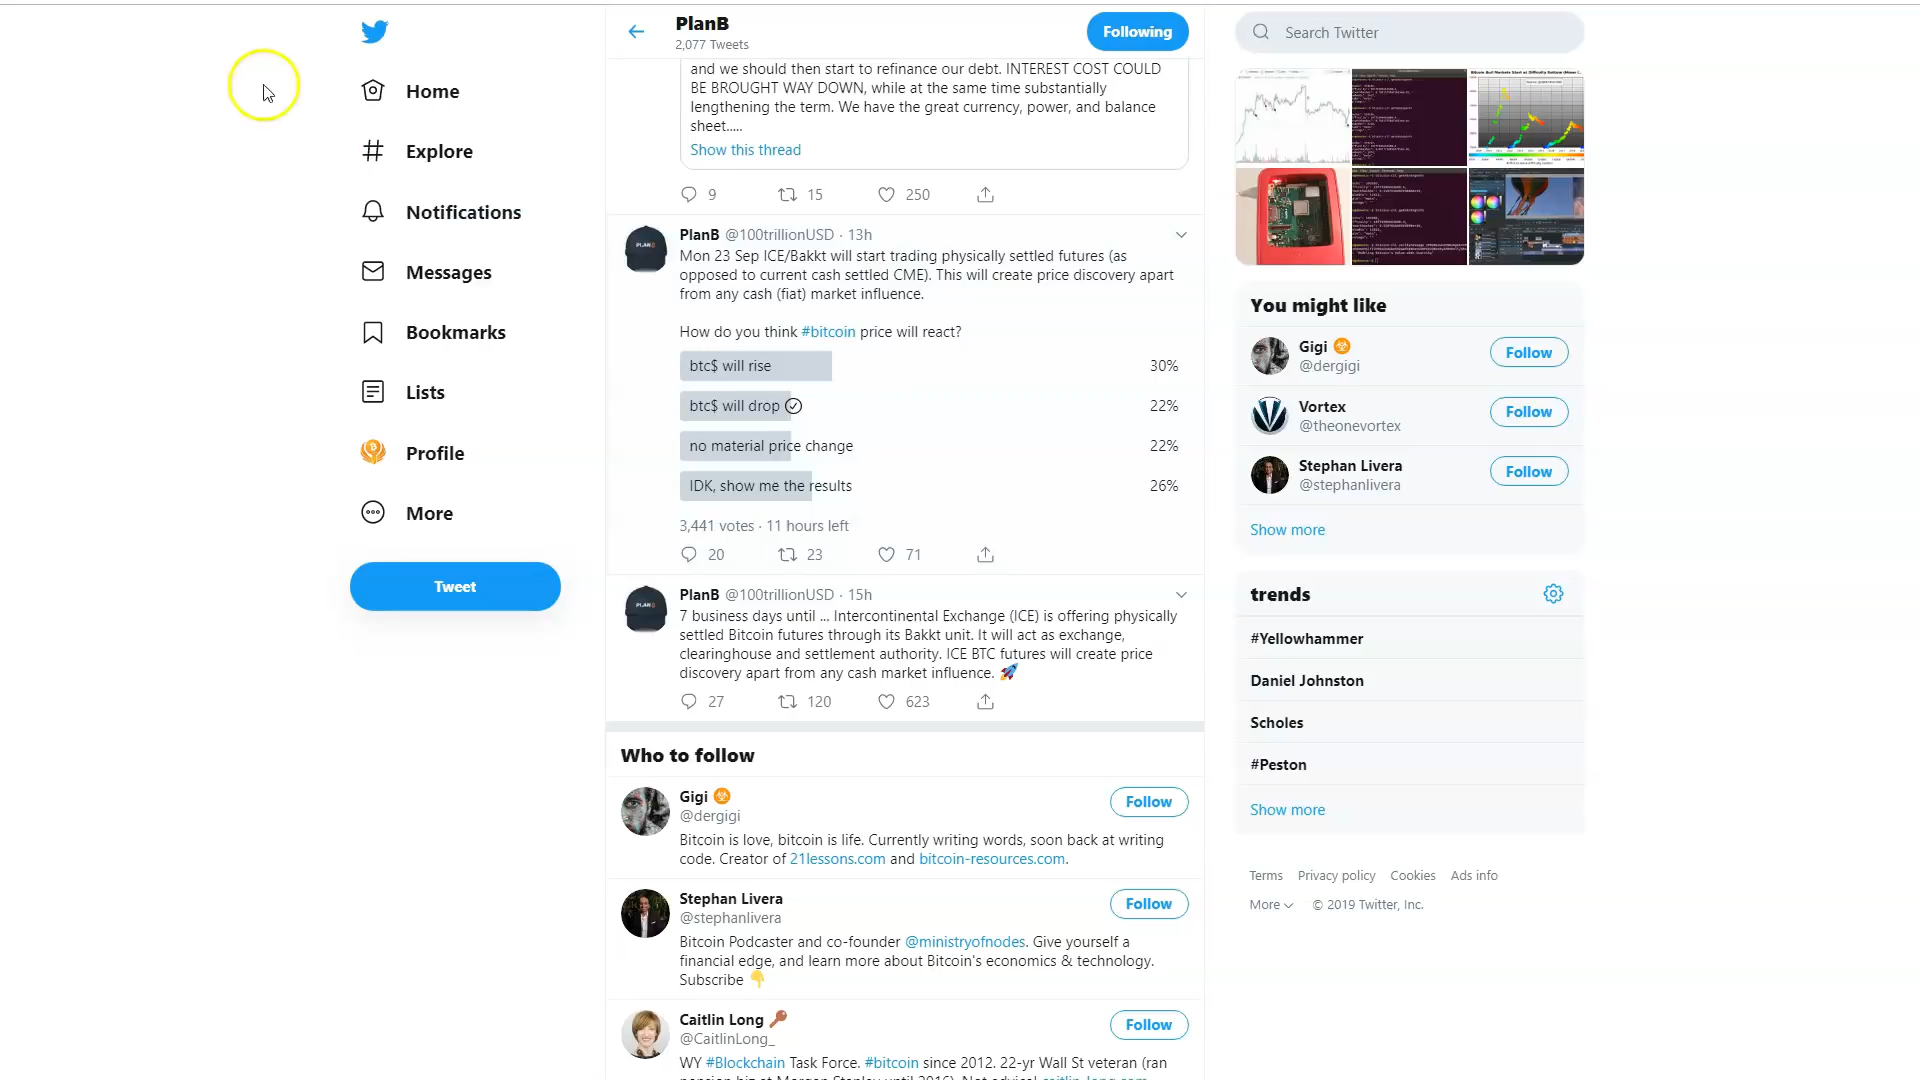 Home
Explore
Notifications
Messages
Bookmarks
Lists
Profile
More
Tweet
PlanB
2,077 Tweets
Following
and we should then start to refinance our debt. INTEREST COST COULD
BE BROUGHT WAY DOWN, while at the same time substantially
lengthening the term. We have the great currency, power, and balance
sheet.....
Show this thread
9 15 250
PlanB @100trillionUSD · 13h
Mon 23 Sep ICE/Bakkt will start trading physically settled futures (as
opposed to current cash settled CME). This will create price discovery apart
from any cash (fiat) market influence.
How do you think #bitcoin price will react?
btc$ will rise 30%
btc$ will drop 22%
no material price change 22%
IDK, show me the results 26%
3,441 votes · 11 hours left
20 23 71
PlanB @100trillionUSD · 15h
7 business days until ... Intercontinental Exchange (ICE) is offering physically
settled Bitcoin futures through its Bakkt unit. It will act as exchange,
clearinghouse and settlement authority. ICE BTC futures will create price
discovery apart from any cash market influence. 🚀
27 120 623
Who to follow
Gigi
@dergigi
Follow
Bitcoin is love, bitcoin is life. Currently writing words, soon back at writing
code. Creator of 21lessons.com and bitcoin-resources.com.
Stephan Livera
@stephanlivera
Follow
Bitcoin Podcaster and co-founder @ministryofnodes. Give yourself a
financial edge, and learn more about Bitcoin's economics & technology.
Subscribe 👇
Caitlin Long 🔑
@CaitlinLong_
Follow
WY #Blockchain Task Force. #bitcoin since 2012. 22-yr Wall St veteran (ran
Search Twitter
You might like
Gigi
@dergigi
Follow
Vortex
@theonevortex
Follow
Stephan Livera
@stephanlivera
Follow
Show more
trends
#Yellowhammer
Daniel Johnston
Scholes
#Peston
Show more
Terms Privacy policy Cookies Ads info
More © 2019 Twitter, Inc.